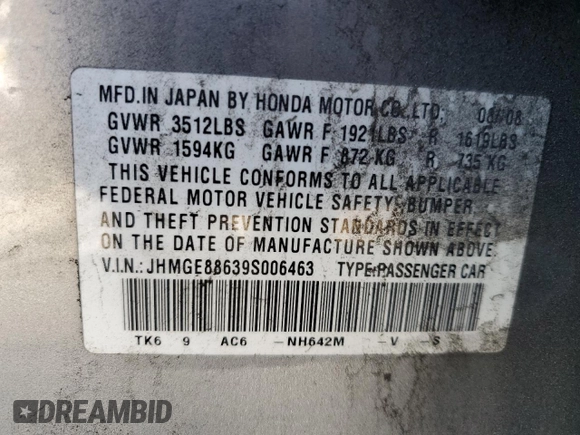 MFD. IN JAPAN BY HONDA MOTOR CO., LTD. 08/08
GVWR 3512LBS GAWR F 1921LBS R 1619LBS
GVWR 1594KG GAWR F 872 KG R 735 KG
THIS VEHICLE CONFORMS TO ALL APPLICABLE
FEDERAL MOTOR VEHICLE SAFETY, BUMPER,
AND THEFT PREVENTION STANDARDS IN EFFECT
ON THE DATE OF MANUFACTURE SHOWN ABOVE.
V.I.N.: JHMGE88639S006463 TYPE:PASSENGER CAR
TK6 9 AC6 -NH642M -V -S
DREAMBID